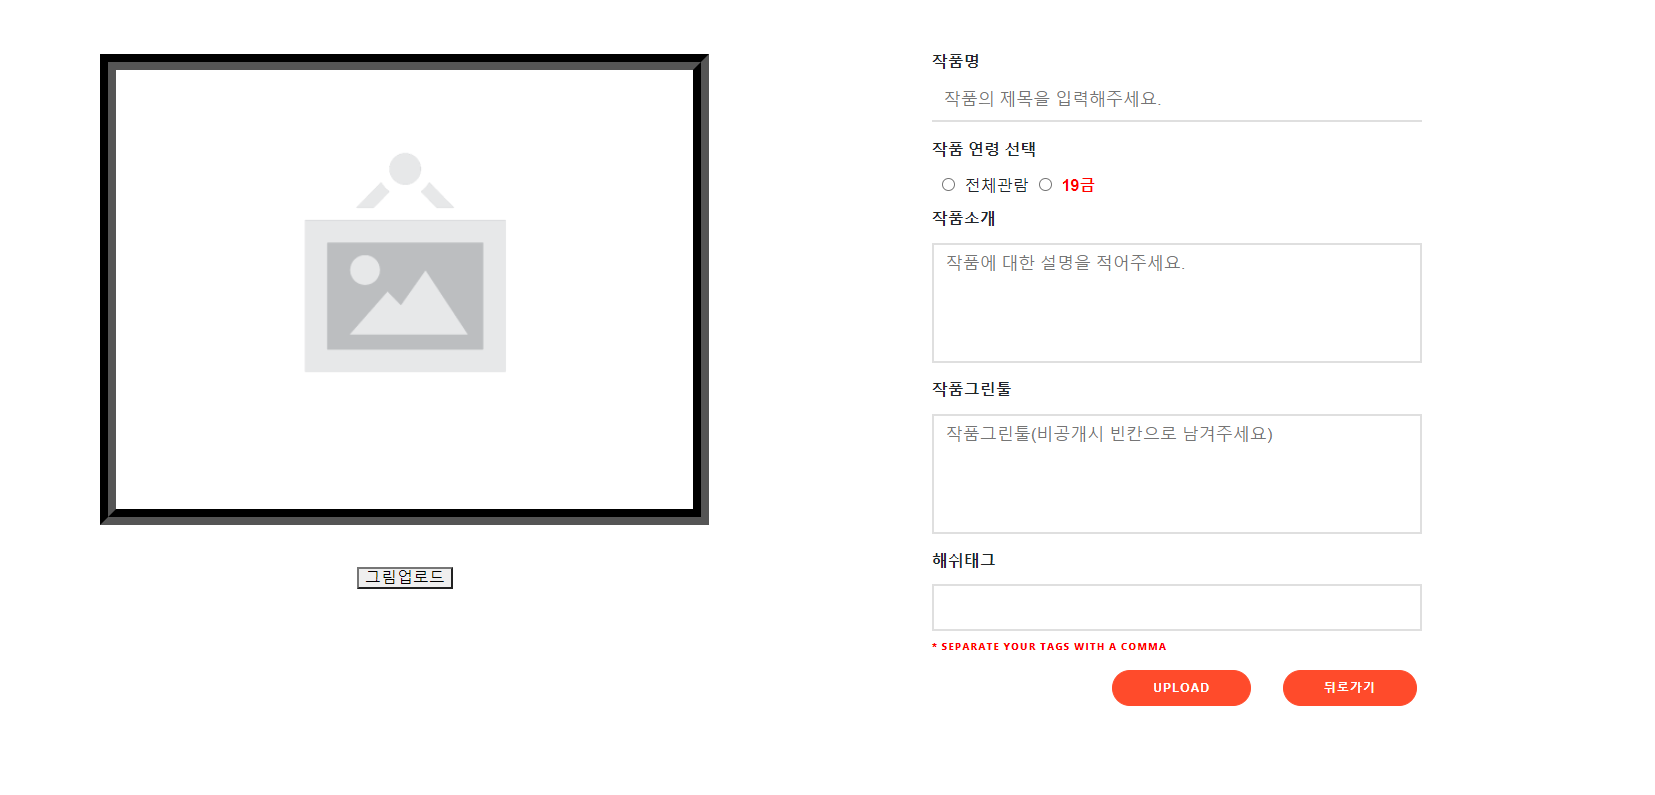 작품명
작품의 제목을 입력해주세요.
작품 연령 선택
전체관람 19금
작품소개
작품에 대한 설명을 적어주세요.
작품그린툴
작품그린툴(비공개시 빈칸으로 남겨주세요)
그림업로드
해쉬태그
* SEPARATE YOUR TAGS WITH A COMMA
UPLOAD 뒤로가기